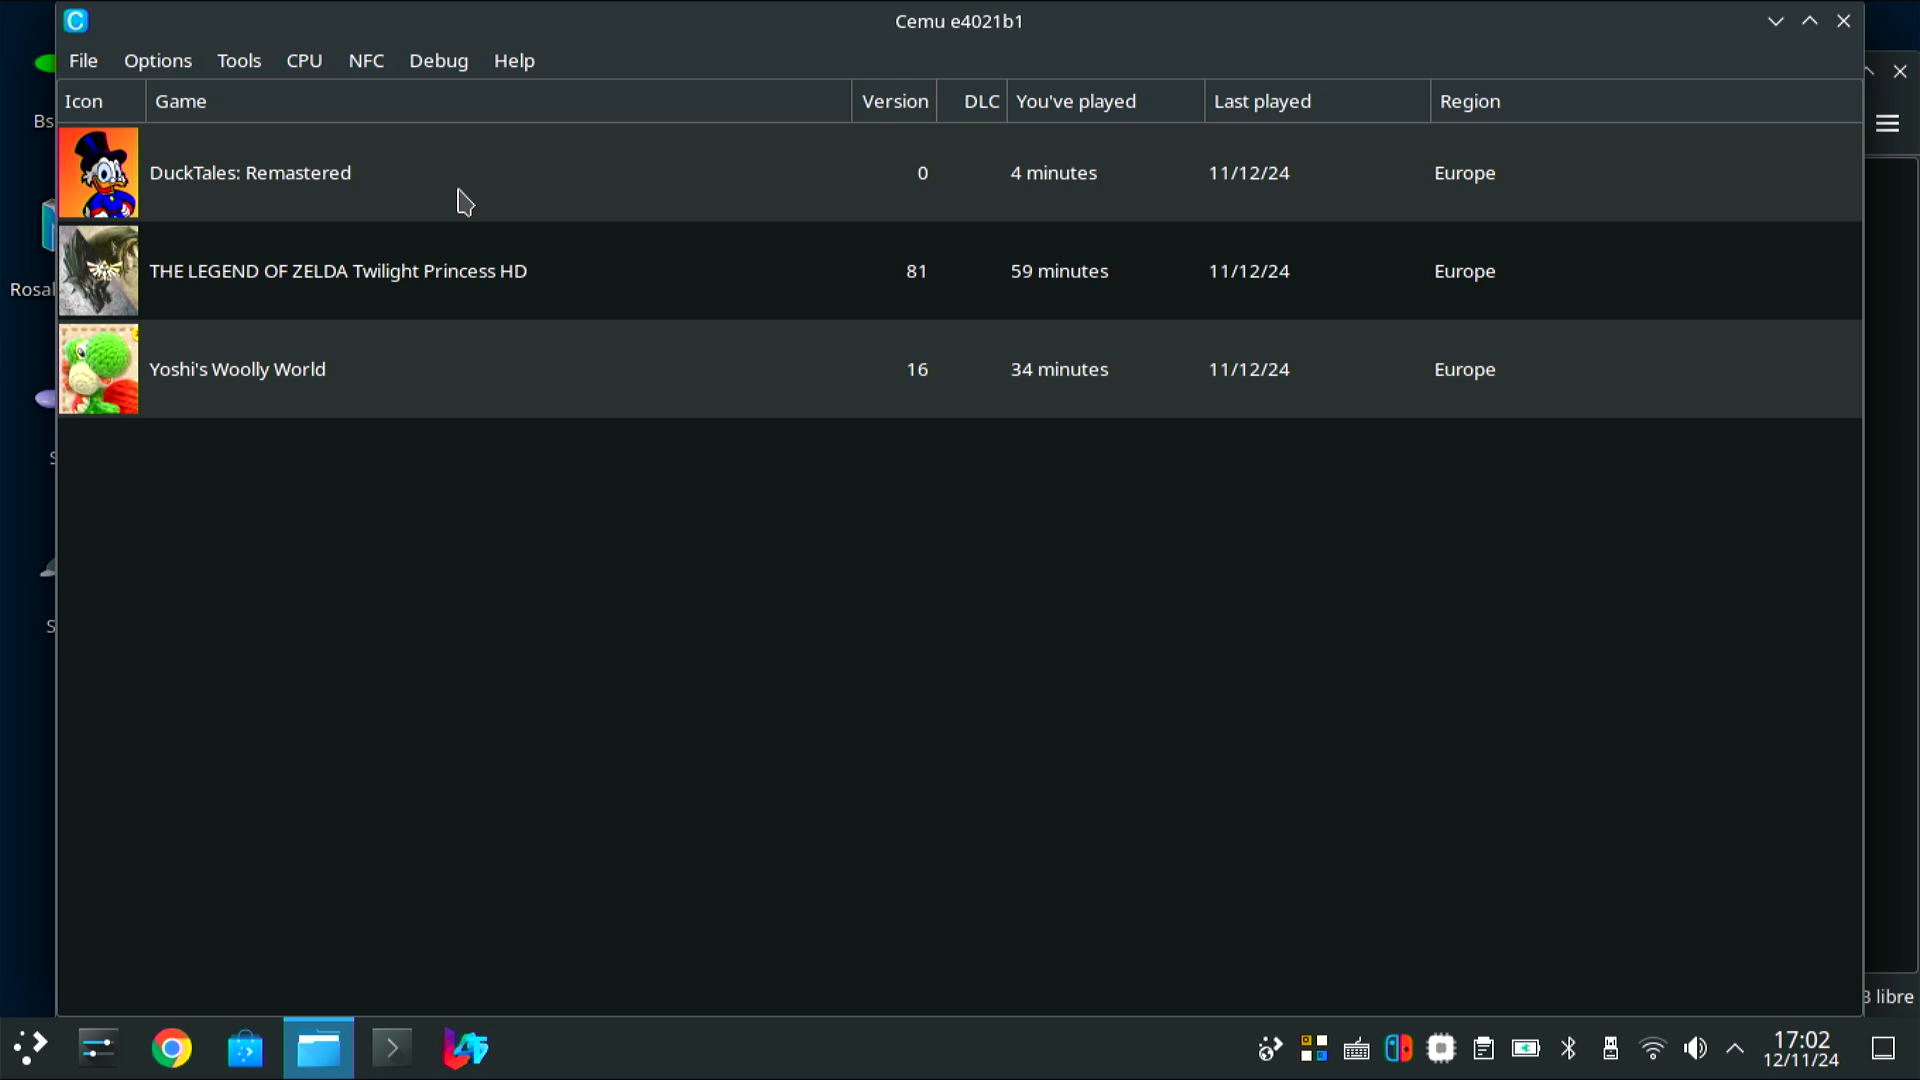 Cemu e4021b1
File Options Tools CPU NFC Debug Help
Icon Game Version DLC You've played Last played Region
DuckTales: Remastered 0 4 minutes 11/12/24 Europe
THE LEGEND OF ZELDA Twilight Princess HD 81 59 minutes 11/12/24 Europe
Yoshi's Woolly World 16 34 minutes 11/12/24 Europe
Bs
Rosal
S
S
libre
17:02
12/11/24